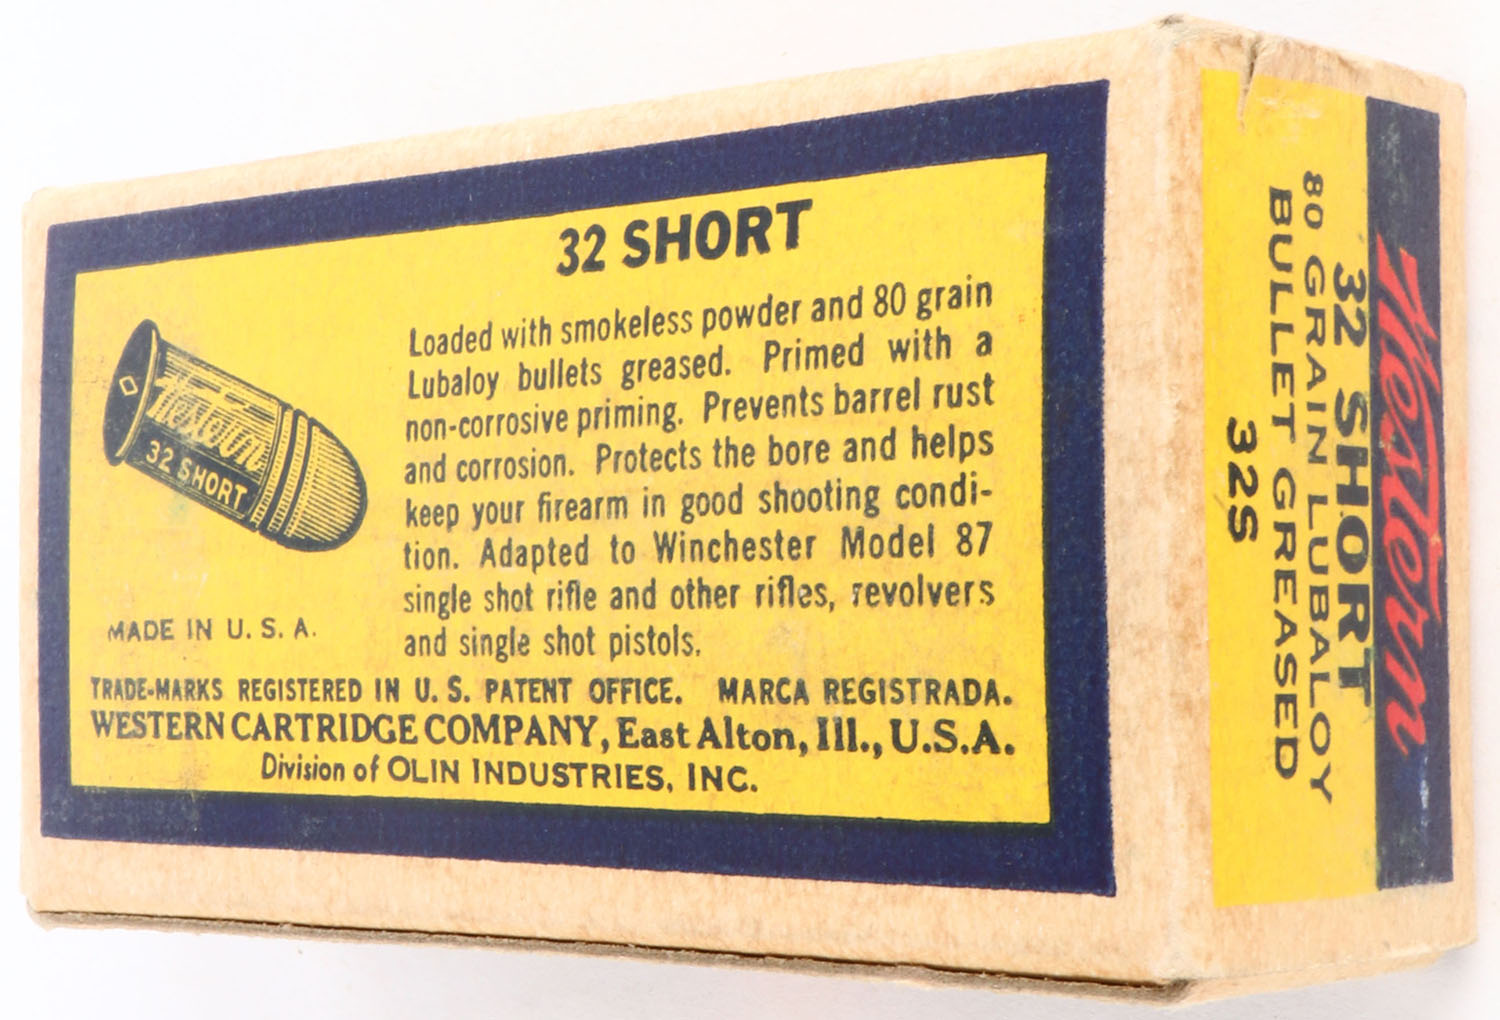 32 SHORT
Loaded with smokeless powder and 80 grain
Lubaloy bullets greased. Primed with a
non-corrosive priming. Prevents barrel rust
and corrosion. Protects the bore and helps
keep your firearm in good shooting condi-
tion. Adapted to Winchester Model 87
single shot rifle and other rifles, revolvers
and single shot pistols.
Western
32 SHORT
MADE IN U. S. A.
TRADE-MARKS REGISTERED IN U. S. PATENT OFFICE. MARCA REGISTRADA.
WESTERN CARTRIDGE COMPANY, East Alton, Ill., U.S.A.
Division of OLIN INDUSTRIES, INC.
Western
32 SHORT
80 GRAIN LUBALOY
BULLET GREASED
32S